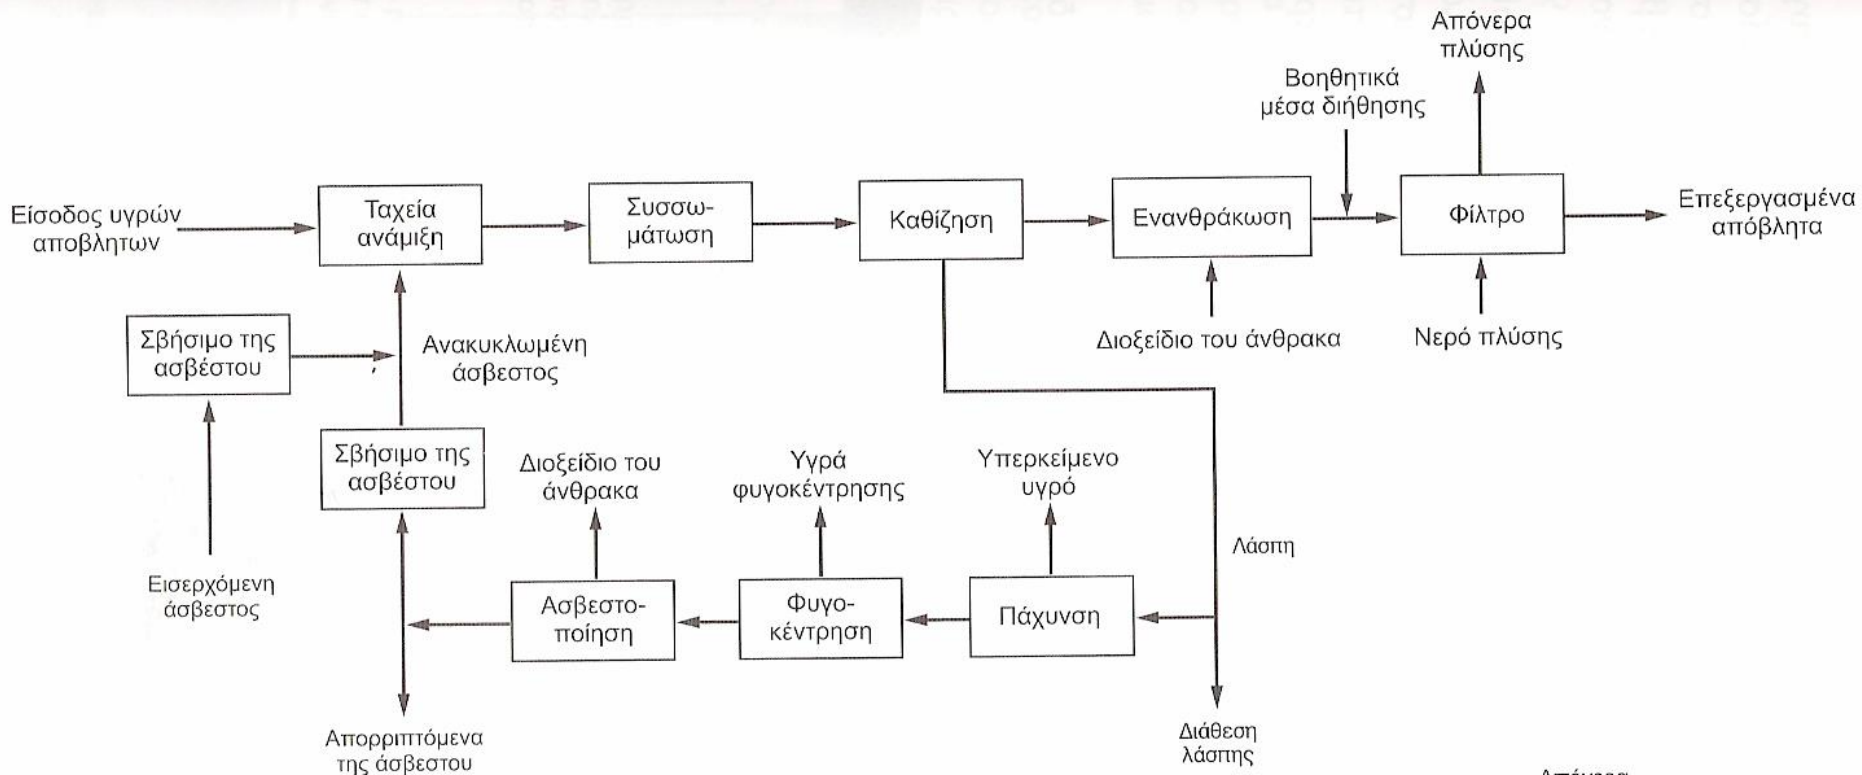 Απόνερα
πλύσης
Βοηθητικά
μέσα διήθησης
Είσοδος υγρών
αποβλητων
Ταχεία
ανάμιξη
Συσσω-
μάτωση
Καθίζηση
Ενανθράκωση
Φίλτρο
Επεξεργασμένα
απόβλητα
Σβήσιμο της
ασβέστου
Ανακυκλωμένη
άσβεστος
Διοξείδιο του άνθρακα
Νερό πλύσης
Σβήσιμο της
ασβέστου
Διοξείδιο του
άνθρακα
Υγρά
φυγοκέντρησης
Υπερκείμενο
υγρό
Λάσπη
Εισερχόμενη
άσβεστος
Ασβεστο-
ποίηση
Φυγο-
κέντρηση
Πάχυνση
Απορριπτόμενα
της άσβεστου
Διάθεση
λάσπης
Απόνερα